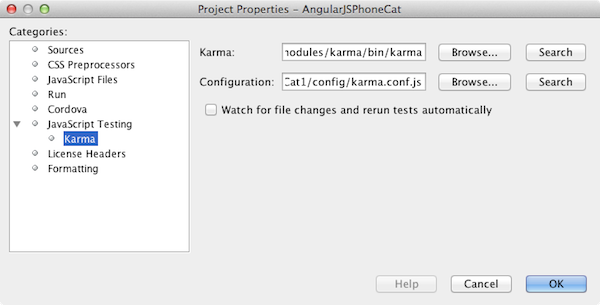 Project Properties – AngularJSPhoneCat
Categories:
Sources
CSS Preprocessors
JavaScript Files
Run
Cordova
JavaScript Testing
Karma
License Headers
Formatting
Karma: nodules/karma/bin/karma Browse... Search
Configuration: Cat1/config/karma.conf.js Browse... Search
Watch for file changes and rerun tests automatically
Help Cancel OK